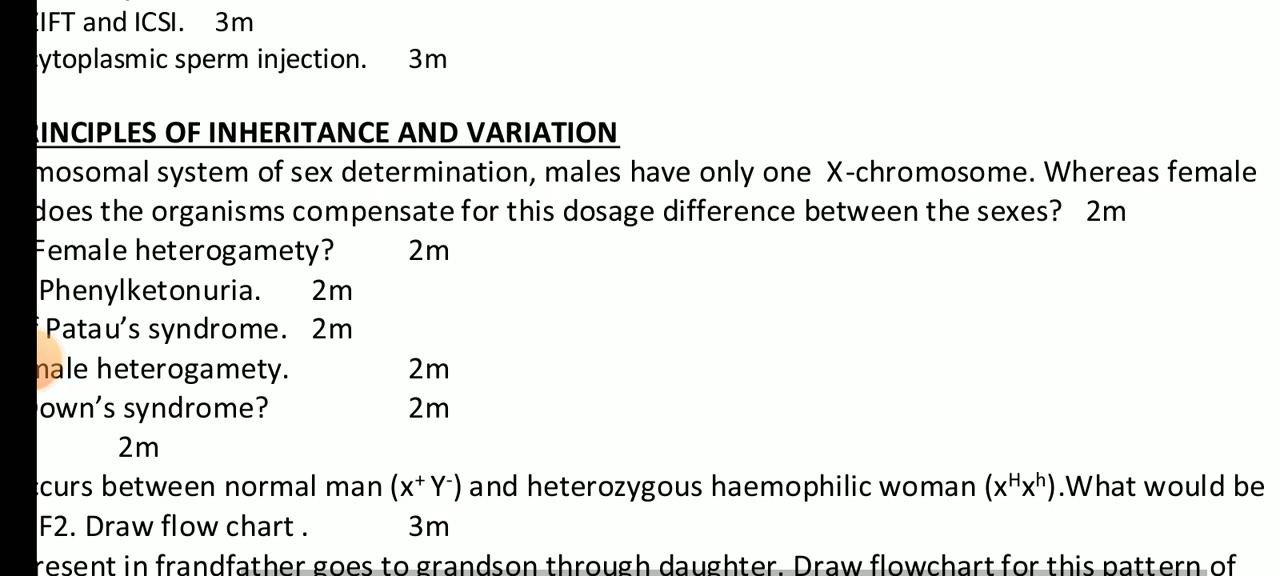 IFT and ICSI. 3m
ytoplasmic sperm injection. 3m
RINCIPLES OF INHERITANCE AND VARIATION
mosomal system of sex determination, males have only one X-chromosome. Whereas female
does the organisms compensate for this dosage difference between the sexes? 2m
Female heterogamety? 2m
Phenylketonuria. 2m
Patau's syndrome. 2m
male heterogamety. 2m
own's syndrome? 2m
2m
ccurs between normal man (x⁺ Y⁻) and heterozygous haemophilic woman (xᴴxʰ).What would be
F2. Draw flow chart . 3m
resent in frandfather goes to grandson through daughter. Draw flowchart for this pattern of